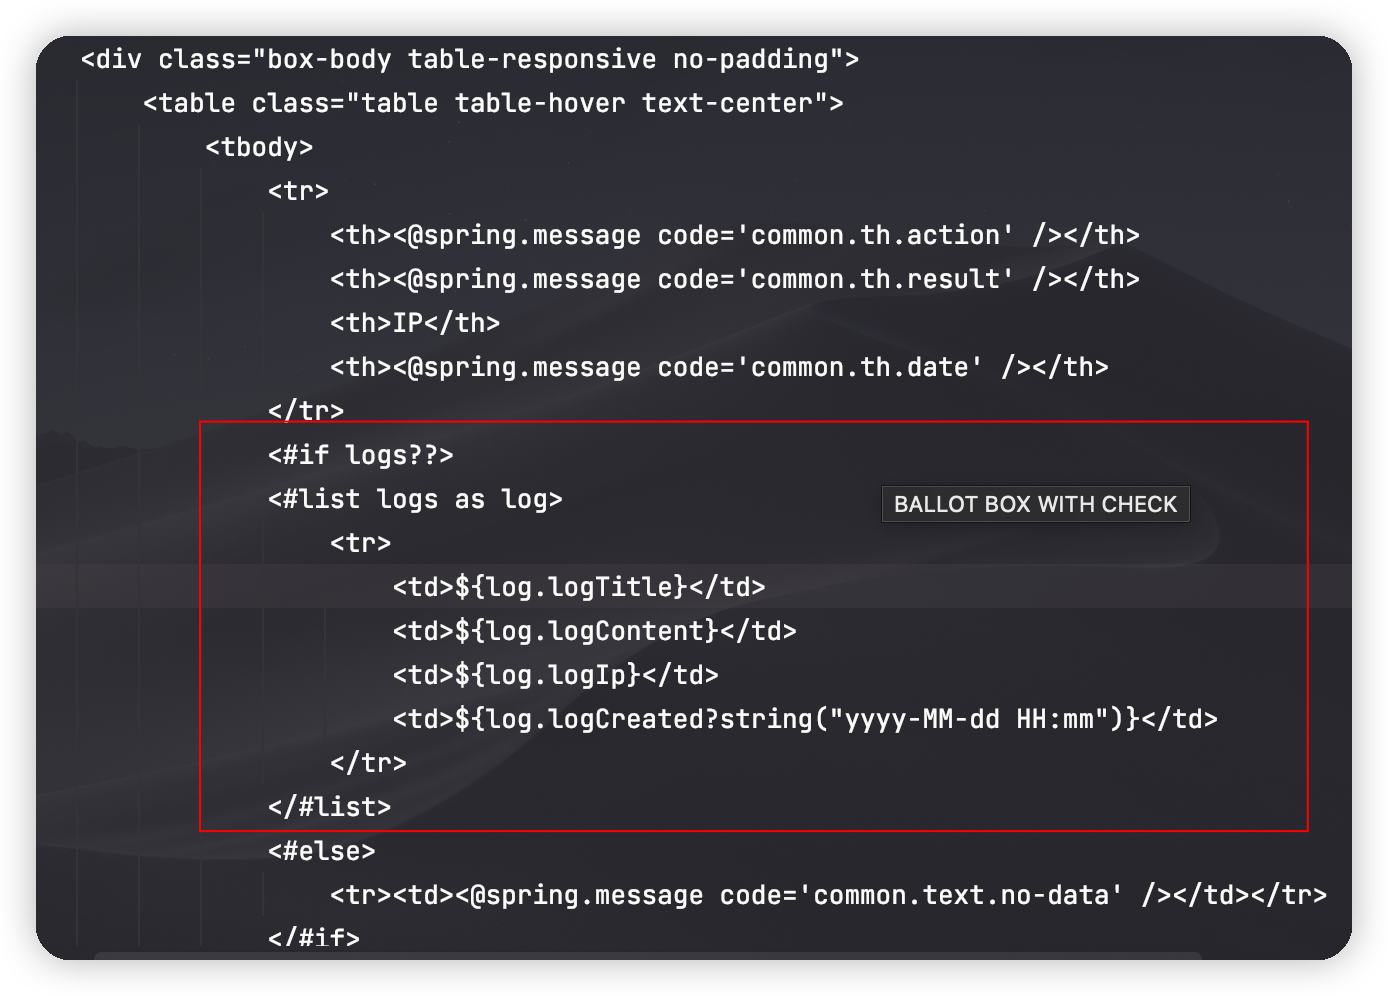 <div class="box-body table-responsive no-padding">
<table class="table table-hover text-center">
<tbody>
<tr>
<th><@spring.message code='common.th.action' /></th>
<th><@spring.message code='common.th.result' /></th>
<th>IP</th>
<th><@spring.message code='common.th.date' /></th>
</tr>
<#if logs??>
<#list logs as log>
BALLOT BOX WITH CHECK
<tr>
<td>${log.logTitle}</td>
<td>${log.logContent}</td>
<td>${log.logIp}</td>
<td>${log.logCreated?string("yyyy-MM-dd HH:mm")}</td>
</tr>
</#list>
<#else>
<tr><td><@spring.message code='common.text.no-data' /></td></tr>
</#if>